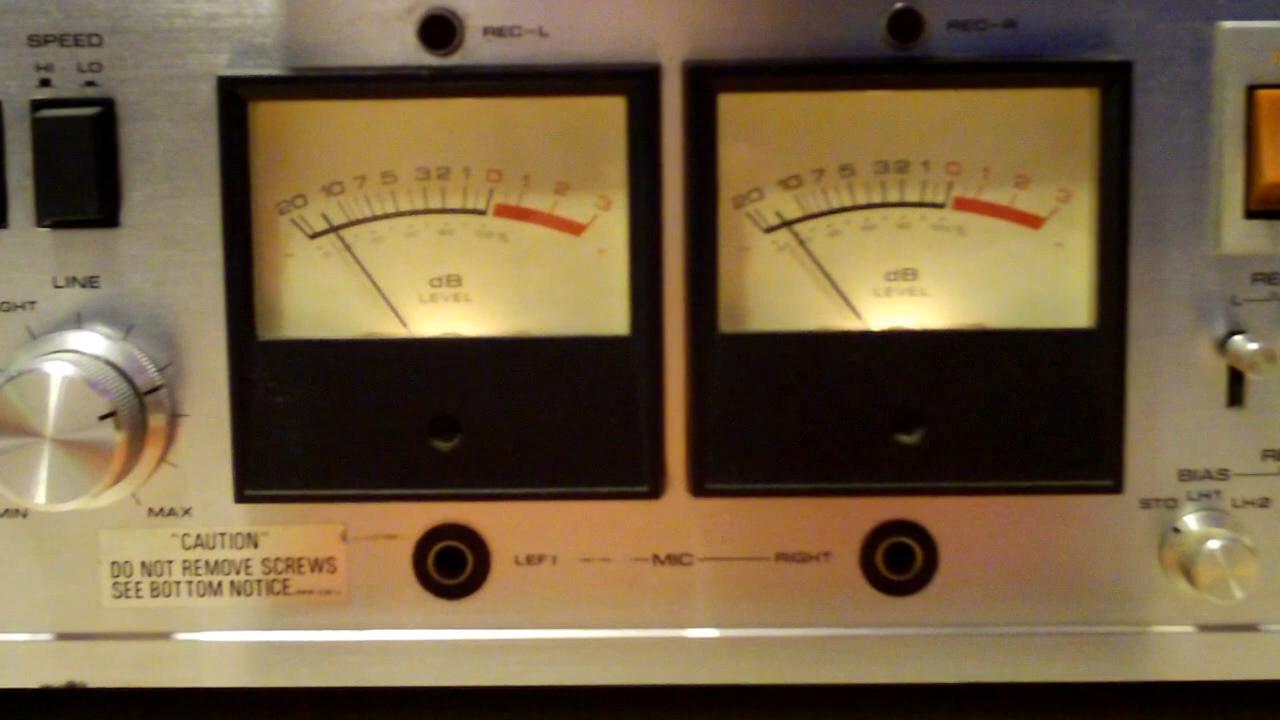 SPEED
HI LO
REC-L
REC-R
20 10 7 5 3 2 1 0 1 2 3
dB
LEVEL
20 10 7 5 3 2 1 0 1 2 3
dB
LEVEL
LINE
GHT
MIN
MAX
"CAUTION"
DO NOT REMOVE SCREWS
SEE BOTTOM NOTICE
LEFT MIC RIGHT
RE
L
BIAS
STD LH1 LH2